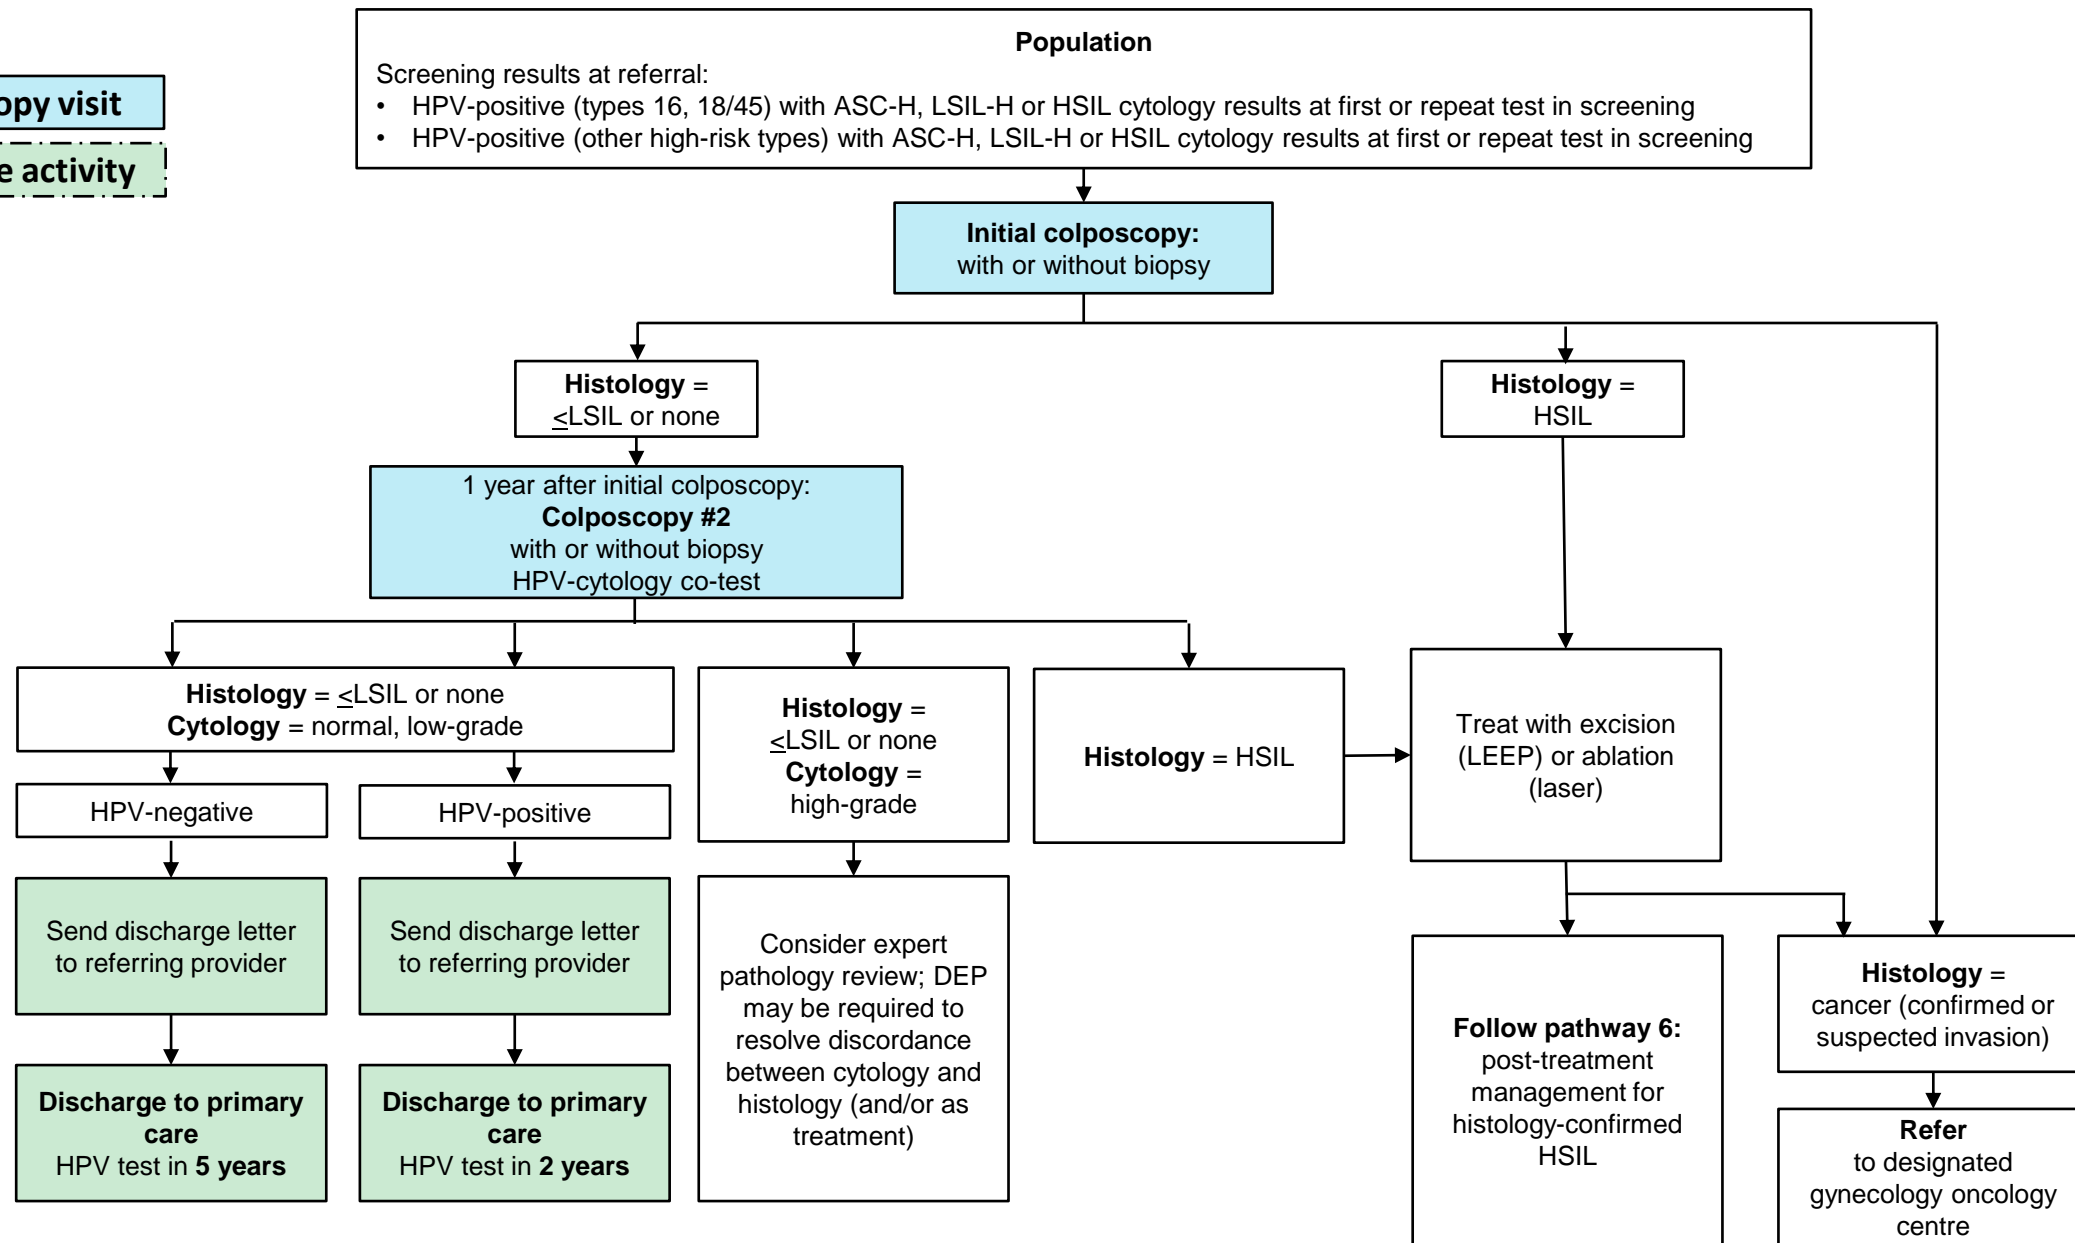 Population
Screening results at referral:
• HPV-positive (types 16, 18/45) with ASC-H, LSIL-H or HSIL cytology results at first or repeat test in screening
• HPV-positive (other high-risk types) with ASC-H, LSIL-H or HSIL cytology results at first or repeat test in screening
opy visit
e activity
Initial colposcopy:
with or without biopsy
Histology =
≤LSIL or none
Histology =
HSIL
1 year after initial colposcopy:
Colposcopy #2
with or without biopsy
HPV-cytology co-test
Histology = ≤LSIL or none
Cytology = normal, low-grade
Histology =
≤LSIL or none
Cytology =
high-grade
Histology = HSIL
Treat with excision
(LEEP) or ablation
(laser)
HPV-negative
HPV-positive
Send discharge letter
to referring provider
Send discharge letter
to referring provider
Consider expert
pathology review; DEP
may be required to
resolve discordance
between cytology and
histology (and/or as
treatment)
Follow pathway 6:
post-treatment
management for
histology-confirmed
HSIL
Histology =
cancer (confirmed or
suspected invasion)
Discharge to primary
care
HPV test in 5 years
Discharge to primary
care
HPV test in 2 years
Refer
to designated
gynecology oncology
centre